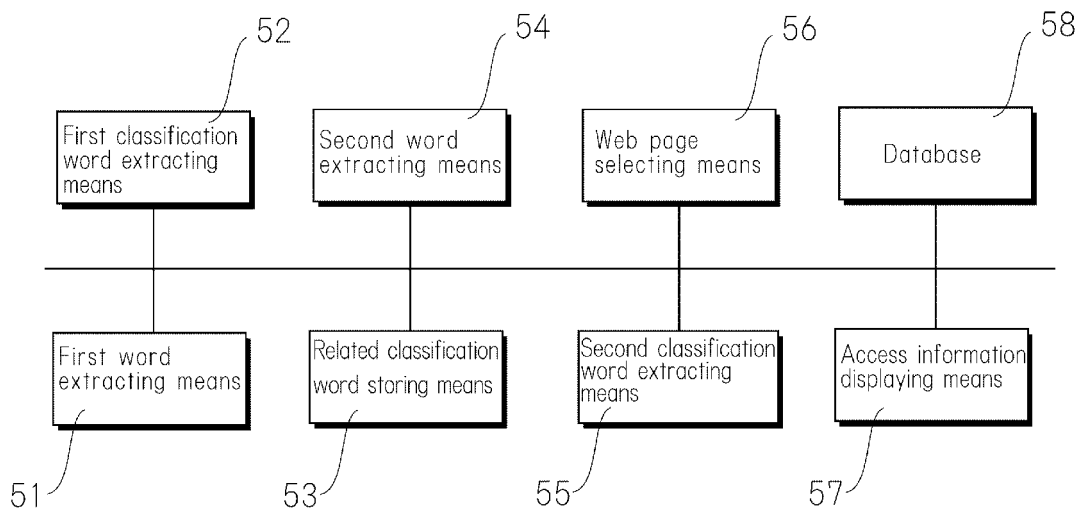 52
54
56
58
First classification
word extracting
means
Second word
extracting means
Web page
selecting means
Database
First word
extracting means
Related classification
word storing means
Second classification
word extracting
means
Access information
displaying means
51
53
55
57